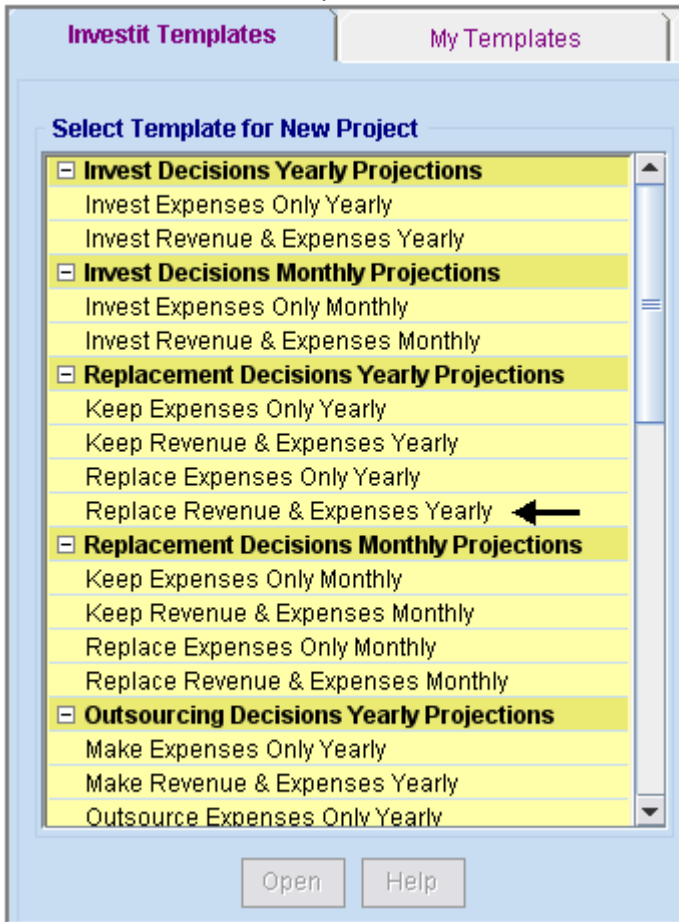 Investit Templates
My Templates
Select Template for New Project
Invest Decisions Yearly Projections
Invest Expenses Only Yearly
Invest Revenue & Expenses Yearly
Invest Decisions Monthly Projections
Invest Expenses Only Monthly
Invest Revenue & Expenses Monthly
Replacement Decisions Yearly Projections
Keep Expenses Only Yearly
Keep Revenue & Expenses Yearly
Replace Expenses Only Yearly
Replace Revenue & Expenses Yearly
Replacement Decisions Monthly Projections
Keep Expenses Only Monthly
Keep Revenue & Expenses Monthly
Replace Expenses Only Monthly
Replace Revenue & Expenses Monthly
Outsourcing Decisions Yearly Projections
Make Expenses Only Yearly
Make Revenue & Expenses Yearly
Outsource Expenses Only Yearly
Open
Help